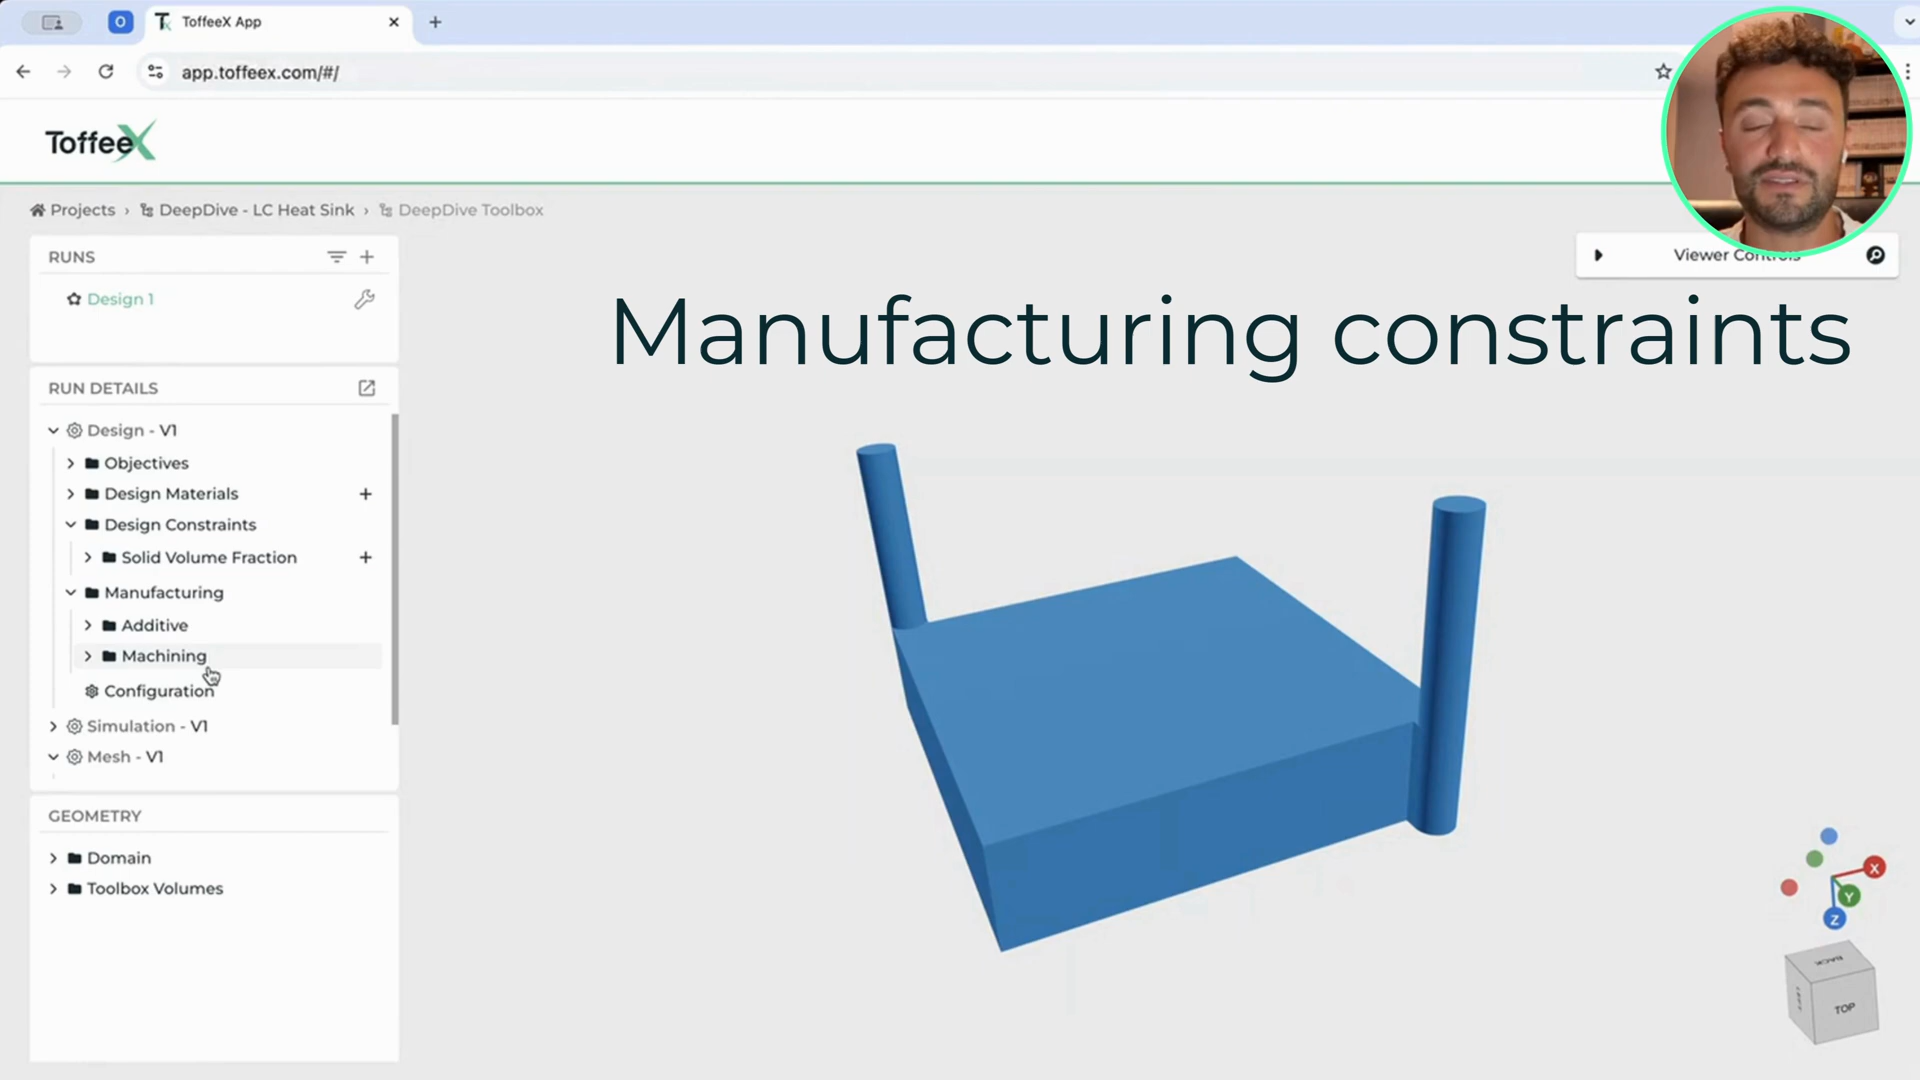 ToffeeX App
app.toffeex.com/#/
ToffeeX
Projects › DeepDive - LC Heat Sink › DeepDive Toolbox
RUNS
Design 1
RUN DETAILS
Design - V1
Objectives
Design Materials
Design Constraints
Solid Volume Fraction
Manufacturing
Additive
Machining
Configuration
Simulation - V1
Mesh - V1
GEOMETRY
Domain
Toolbox Volumes
Viewer Controls
Manufacturing constraints
X
Y
Z
BACK
LEFT
TOP